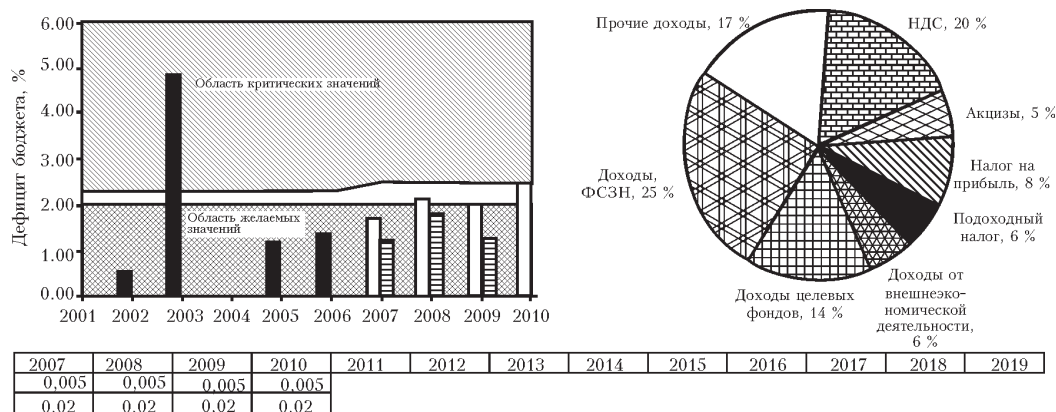 Дефицит бюджета, %
6.00
5.00
4.00
3.00
2.00
1.00
0.00
Область критических значений
Область желаемых
значений
2001 2002 2003 2004 2005 2006 2007 2008 2009 2010
Прочие доходы, 17 %
НДС, 20 %
Акцизы, 5 %
Налог на
прибыль, 8 %
Подоходный
налог, 6 %
Доходы от
внешнеэко-
номической
деятельности,
6 %
Доходы целевых
фондов, 14 %
Доходы,
ФСЗН, 25 %
2007 2008 2009 2010 2011 2012 2013 2014 2015 2016 2017 2018 2019
0,005 0,005 0,005 0,005
0,02 0,02 0,02 0,02